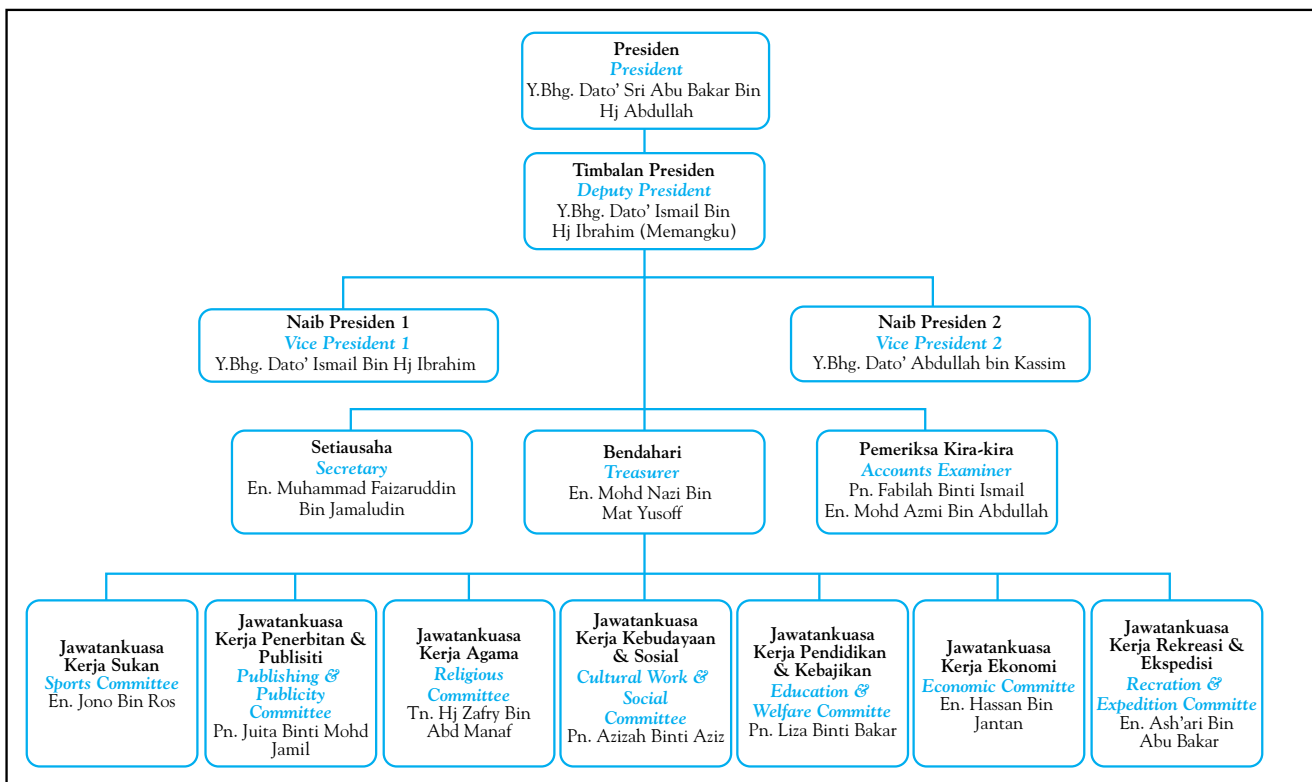 Presiden
President
Y.Bhg. Dato' Sri Abu Bakar Bin
Hj Abdullah
Timbalan Presiden
Deputy President
Y.Bhg. Dato' Ismail Bin
Hj Ibrahim (Memangku)
Naib Presiden 1
Vice President 1
Y.Bhg. Dato' Ismail Bin Hj Ibrahim
Naib Presiden 2
Vice President 2
Y.Bhg. Dato' Abdullah bin Kassim
Setiausaha
Secretary
En. Muhammad Faizaruddin
Bin Jamaludin
Bendahari
Treasurer
En. Mohd Nazi Bin
Mat Yusoff
Pemeriksa Kira-kira
Accounts Examiner
Pn. Fabilah Binti Ismail
En. Mohd Azmi Bin Abdullah
Jawatankuasa
Kerja Sukan
Sports Committee
En. Jono Bin Ros
Jawatankuasa
Kerja Penerbitan &
Publisiti
Publishing &
Publicity
Committee
Pn. Juita Binti Mohd
Jamil
Jawatankuasa
Kerja Agama
Religious
Committee
Tn. Hj Zafry Bin
Abd Manaf
Jawatankuasa
Kerja Kebudayaan
& Sosial
Cultural Work &
Social
Committee
Pn. Azizah Binti Aziz
Jawatankuasa
Kerja Pendidikan
& Kebajikan
Education &
Welfare Committe
Pn. Liza Binti Bakar
Jawatankuasa
Kerja Ekonomi
Economic Committe
En. Hassan Bin
Jantan
Jawatankuasa
Kerja Rekreasi &
Ekspedisi
Recration &
Expedition Committe
En. Ash'ari Bin
Abu Bakar